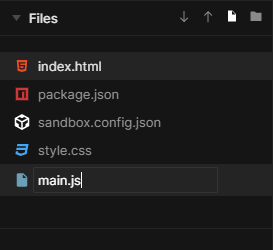 Files
index.html
package.json
sandbox.config.json
style.css
main.js